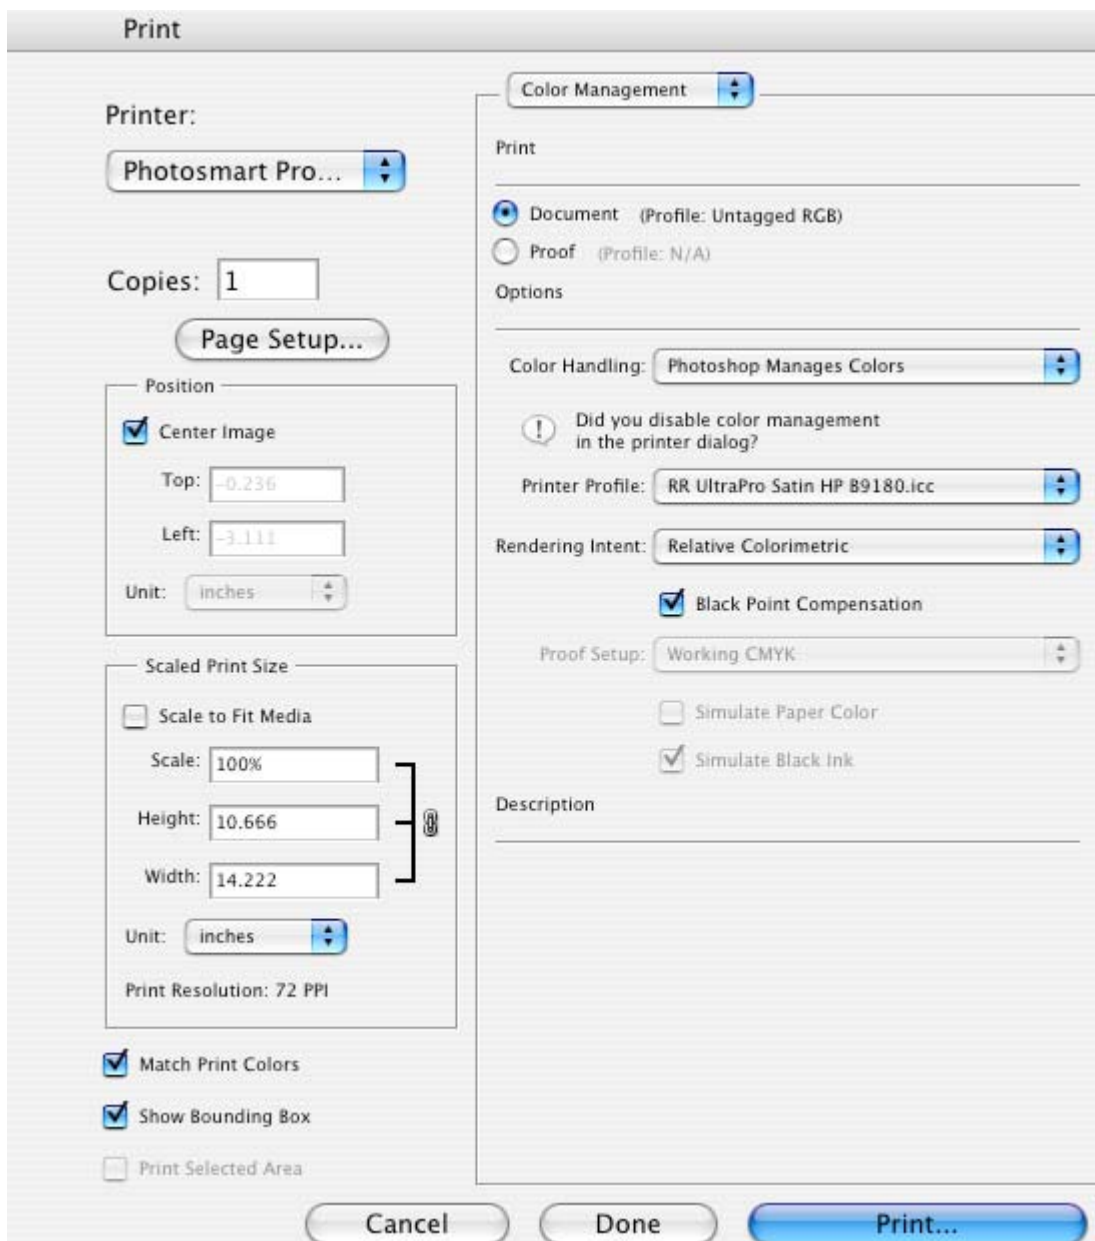 Print
Printer:
Photosmart Pro...
Copies: 1
Page Setup...
Position
Center Image
Top: -0.236
Left: -3.111
Unit: inches
Scaled Print Size
Scale to Fit Media
Scale: 100%
Height: 10.666
Width: 14.222
Unit: inches
Print Resolution: 72 PPI
Match Print Colors
Show Bounding Box
Print Selected Area
Color Management
Print
Document (Profile: Untagged RGB)
Proof (Profile: N/A)
Options
Color Handling: Photoshop Manages Colors
Did you disable color management
in the printer dialog?
Printer Profile: RR UltraPro Satin HP B9180.icc
Rendering Intent: Relative Colorimetric
Black Point Compensation
Proof Setup: Working CMYK
Simulate Paper Color
Simulate Black Ink
Description
Cancel
Done
Print...